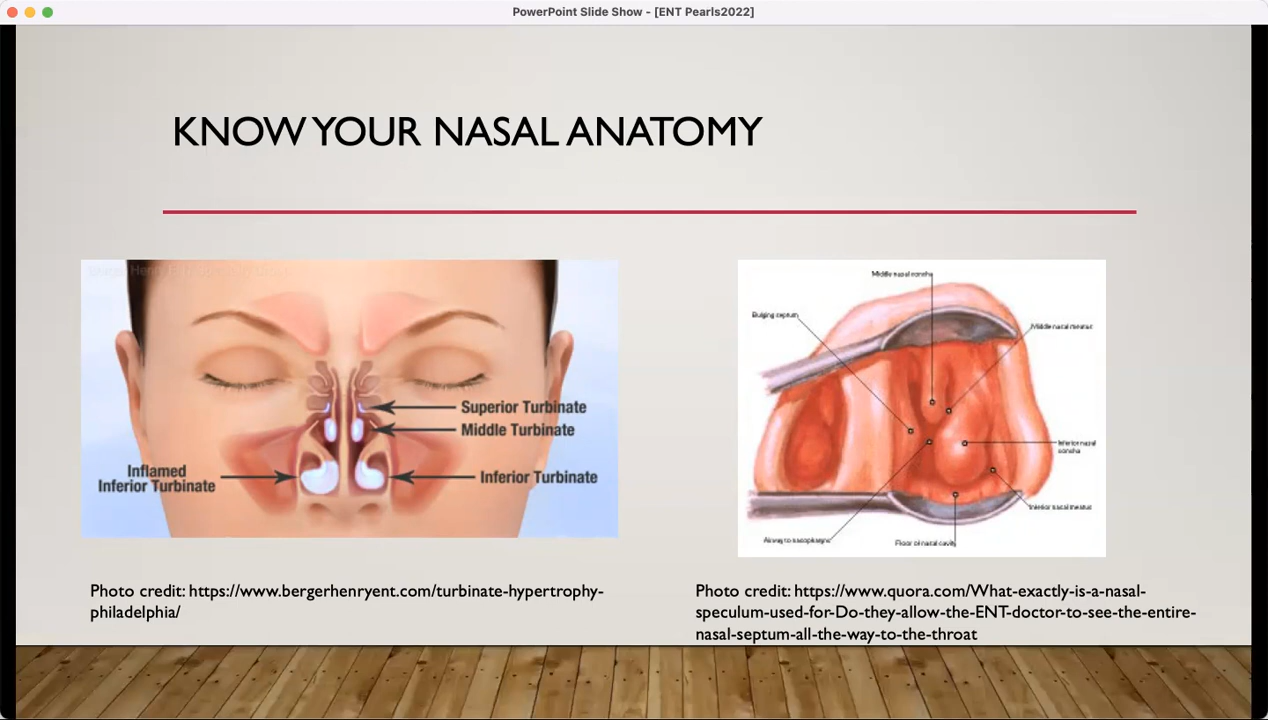 PowerPoint Slide Show - [ENT Pearls2022]
KNOW YOUR NASAL ANATOMY
Superior Turbinate
Middle Turbinate
Inflamed
Inferior Turbinate
Inferior Turbinate
Middle nasal concha
Bulging septum
Middle nasal meatus
Inferior nasal
concha
Inferior nasal meatus
Airway to nasopharynx
Floor of nasal cavity
Photo credit: https://www.bergerhenryent.com/turbinate-hypertrophy-
philadelphia/
Photo credit: https://www.quora.com/What-exactly-is-a-nasal-
speculum-used-for-Do-they-allow-the-ENT-doctor-to-see-the-entire-
nasal-septum-all-the-way-to-the-throat